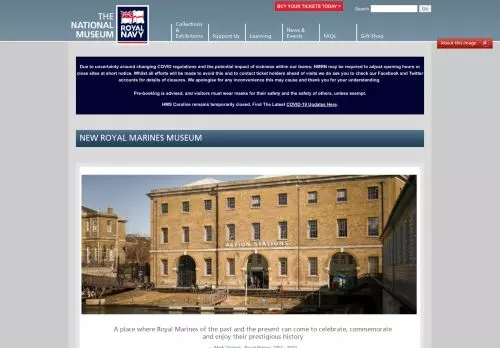 THE
NATIONAL
MUSEUM
ROYAL
NAVY
Collections
&
Exhibitions
Support Us
Learning
News &
Events
FAQs
Gift Shop
BUY YOUR TICKETS TODAY >
Search
Go
About this image
Due to uncertainty around changing COVID regulations and the potential impact of sickness within our teams; NMRN may be required to adjust opening hours or
close sites at short notice. Whilst all efforts will be made to avoid this and to contact ticket holders ahead of visits we do ask you to check our Facebook and Twitter
accounts for details of closures. We apologise for any inconvenience this may cause and thank you for your understanding.
Pre-booking is advised, and visitors must wear masks for their safety and the safety of others, unless exempt.
HMS Caroline remains temporarily closed. Find The Latest COVID-19 Updates Here.
NEW ROYAL MARINES MUSEUM
ACTION STATIONS
A place where Royal Marines of the past and the present can come to celebrate, commemorate
and enjoy their prestigious history